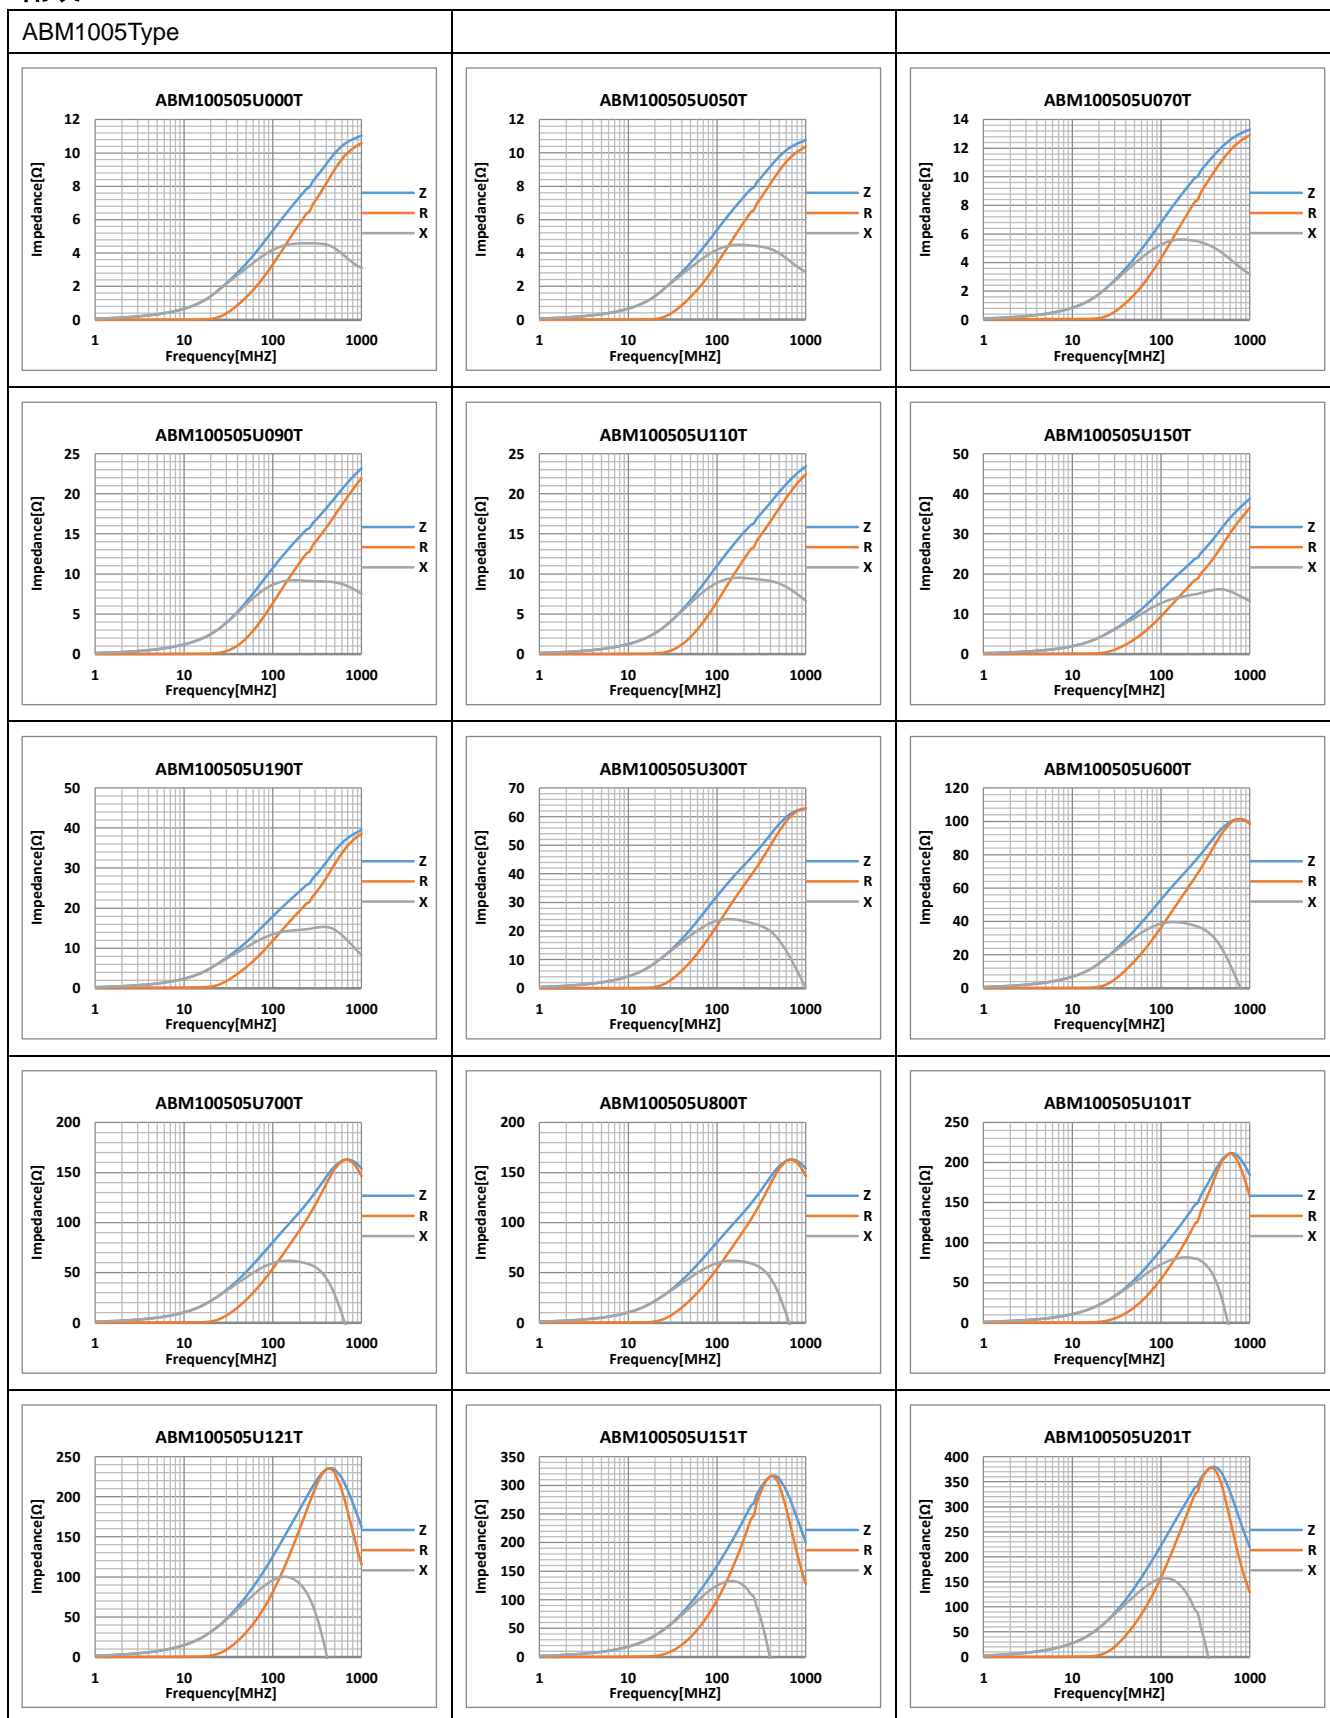 ABM1005Type
ABM100505U000T
Impedance[Ω]
12
10
8
6
4
2
0
1 10 100 1000
Frequency[MHZ]
Z
R
X
ABM100505U050T
Impedance[Ω]
12
10
8
6
4
2
0
1 10 100 1000
Frequency[MHZ]
Z
R
X
ABM100505U070T
Impedance[Ω]
14
12
10
8
6
4
2
0
1 10 100 1000
Frequency[MHZ]
Z
R
X
ABM100505U090T
Impedance[Ω]
25
20
15
10
5
0
1 10 100 1000
Frequency[MHZ]
Z
R
X
ABM100505U110T
Impedance[Ω]
25
20
15
10
5
0
1 10 100 1000
Frequency[MHZ]
Z
R
X
ABM100505U150T
Impedance[Ω]
50
40
30
20
10
0
1 10 100 1000
Frequency[MHZ]
Z
R
X
ABM100505U190T
Impedance[Ω]
50
40
30
20
10
0
1 10 100 1000
Frequency[MHZ]
Z
R
X
ABM100505U300T
Impedance[Ω]
70
60
50
40
30
20
10
0
1 10 100 1000
Frequency[MHZ]
Z
R
X
ABM100505U600T
Impedance[Ω]
120
100
80
60
40
20
0
1 10 100 1000
Frequency[MHZ]
Z
R
X
ABM100505U700T
Impedance[Ω]
200
150
100
50
0
1 10 100 1000
Frequency[MHZ]
Z
R
X
ABM100505U800T
Impedance[Ω]
200
150
100
50
0
1 10 100 1000
Frequency[MHZ]
Z
R
X
ABM100505U101T
Impedance[Ω]
250
200
150
100
50
0
1 10 100 1000
Frequency[MHZ]
Z
R
X
ABM100505U121T
Impedance[Ω]
250
200
150
100
50
0
1 10 100 1000
Frequency[MHZ]
Z
R
X
ABM100505U151T
Impedance[Ω]
350
300
250
200
150
100
50
0
1 10 100 1000
Frequency[MHZ]
Z
R
X
ABM100505U201T
Impedance[Ω]
400
350
300
250
200
150
100
50
0
1 10 100 1000
Frequency[MHZ]
Z
R
X